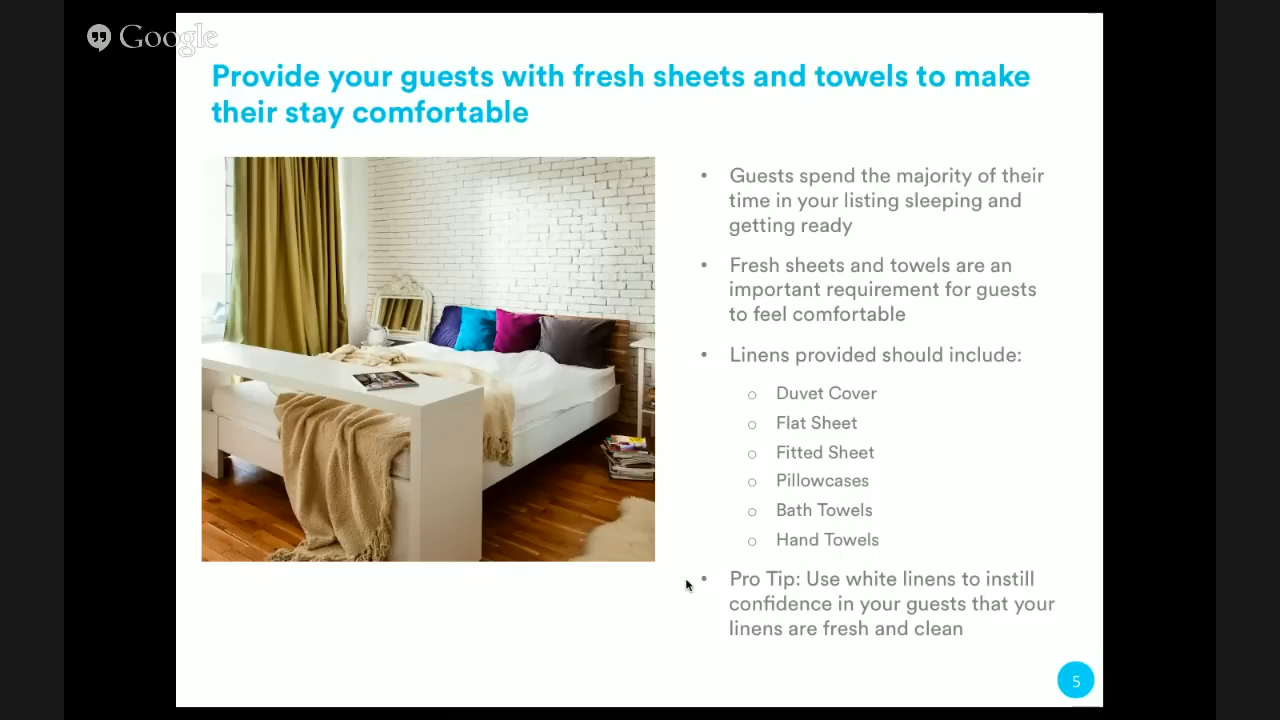 Google
Provide your guests with fresh sheets and towels to make
their stay comfortable
• Guests spend the majority of their
time in your listing sleeping and
getting ready
• Fresh sheets and towels are an
important requirement for guests
to feel comfortable
• Linens provided should include:
○ Duvet Cover
○ Flat Sheet
○ Fitted Sheet
○ Pillowcases
○ Bath Towels
○ Hand Towels
• Pro Tip: Use white linens to instill
confidence in your guests that your
linens are fresh and clean
5